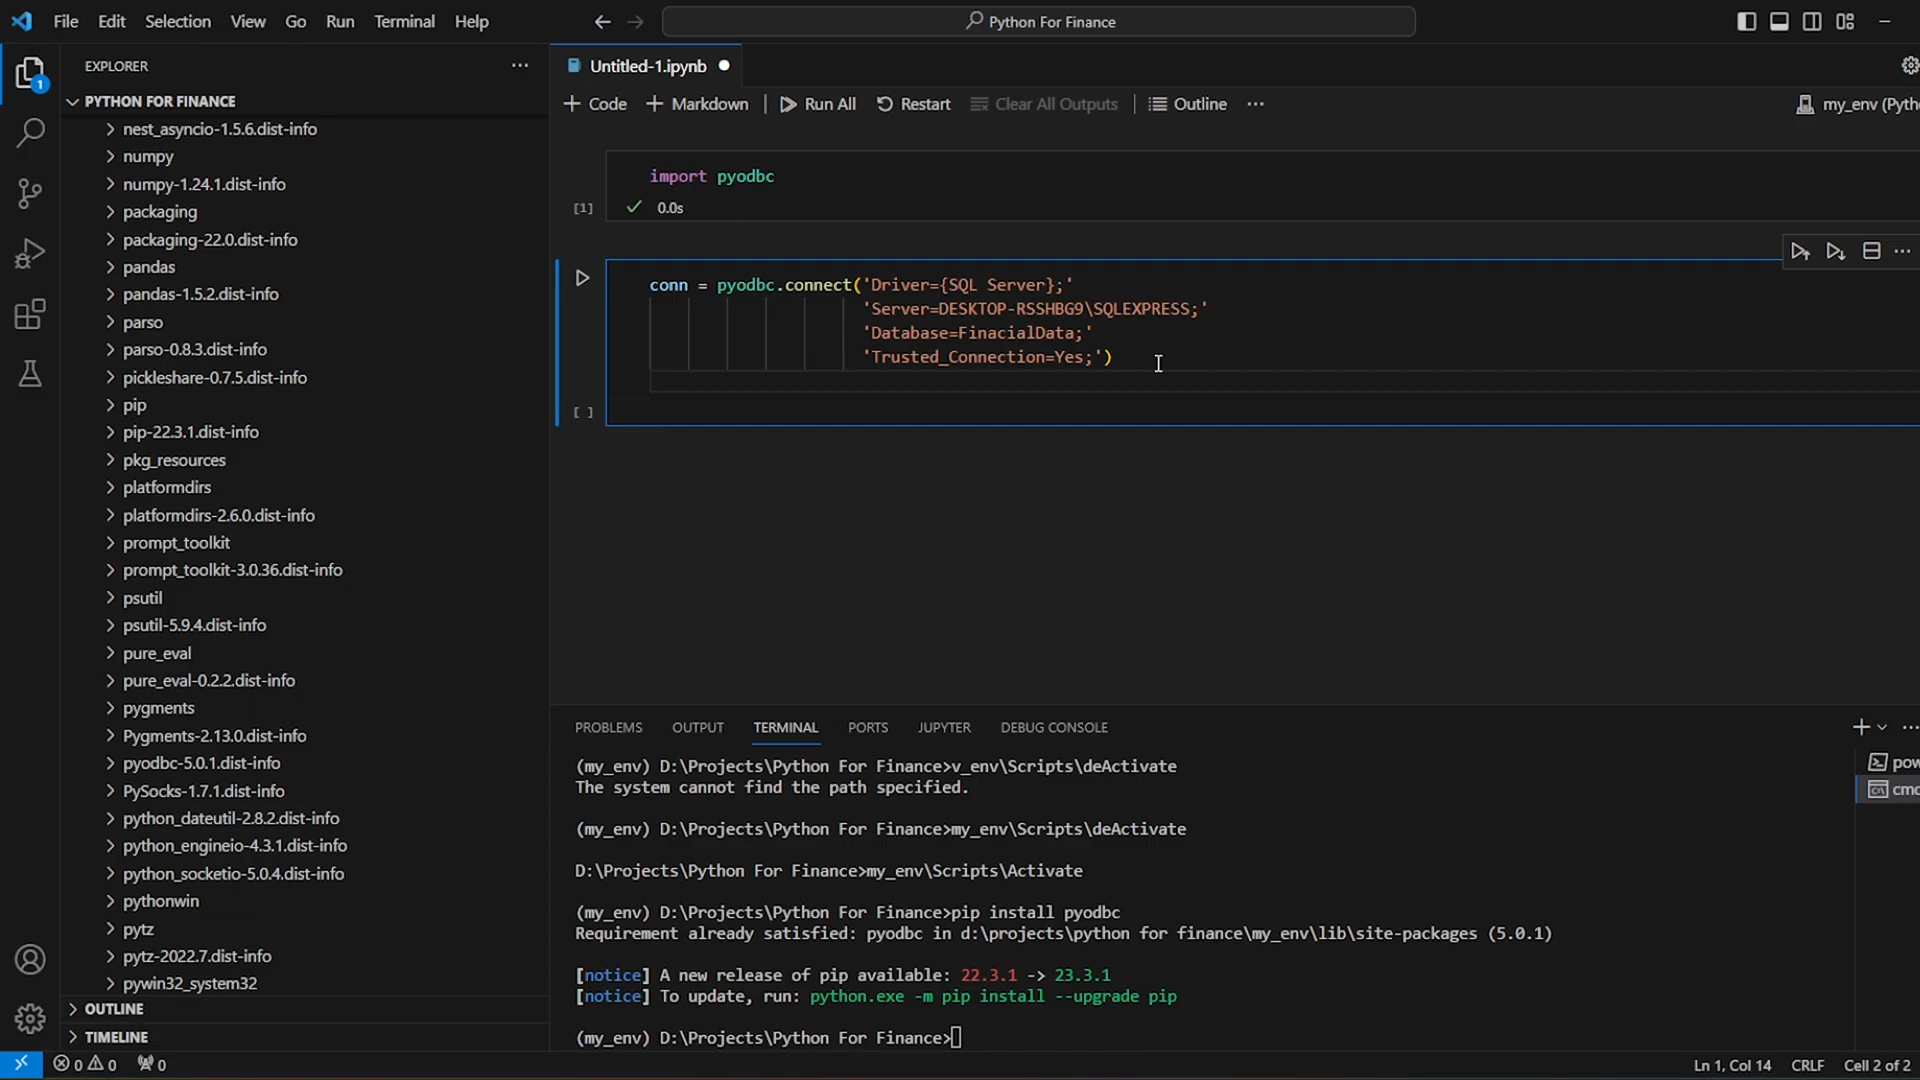 File Edit Selection View Go Run Terminal Help
Python For Finance
EXPLORER
PYTHON FOR FINANCE
nest_asyncio-1.5.6.dist-info
numpy
numpy-1.24.1.dist-info
packaging
packaging-22.0.dist-info
pandas
pandas-1.5.2.dist-info
parso
parso-0.8.3.dist-info
pickleshare-0.7.5.dist-info
pip
pip-22.3.1.dist-info
pkg_resources
platformdirs
platformdirs-2.6.0.dist-info
prompt_toolkit
prompt_toolkit-3.0.36.dist-info
psutil
psutil-5.9.4.dist-info
pure_eval
pure_eval-0.2.2.dist-info
pygments
Pygments-2.13.0.dist-info
pyodbc-5.0.1.dist-info
PySocks-1.7.1.dist-info
python_dateutil-2.8.2.dist-info
python_engineio-4.3.1.dist-info
python_socketio-5.0.4.dist-info
pythonwin
pytz
pytz-2022.7.dist-info
pywin32_system32
OUTLINE
TIMELINE
Untitled-1.ipynb
+ Code + Markdown | Run All Restart Clear All Outputs | Outline ...
my_env (Pyth
import pyodbc
[1] 0.0s
conn = pyodbc.connect('Driver={SQL Server};'
'Server=DESKTOP-RSSHBG9\SQLEXPRESS;'
'Database=FinacialData;'
'Trusted_Connection=Yes;')
[ ]
PROBLEMS OUTPUT TERMINAL PORTS JUPYTER DEBUG CONSOLE
(my_env) D:\Projects\Python For Finance>v_env\Scripts\deActivate
The system cannot find the path specified.
(my_env) D:\Projects\Python For Finance>my_env\Scripts\deActivate
D:\Projects\Python For Finance>my_env\Scripts\Activate
(my_env) D:\Projects\Python For Finance>pip install pyodbc
Requirement already satisfied: pyodbc in d:\projects\python for finance\my_env\lib\site-packages (5.0.1)
[notice] A new release of pip available: 22.3.1 -> 23.3.1
[notice] To update, run: python.exe -m pip install --upgrade pip
(my_env) D:\Projects\Python For Finance>
pow
cmd
1
0 0 0
Ln 1, Col 14 CRLF Cell 2 of 2